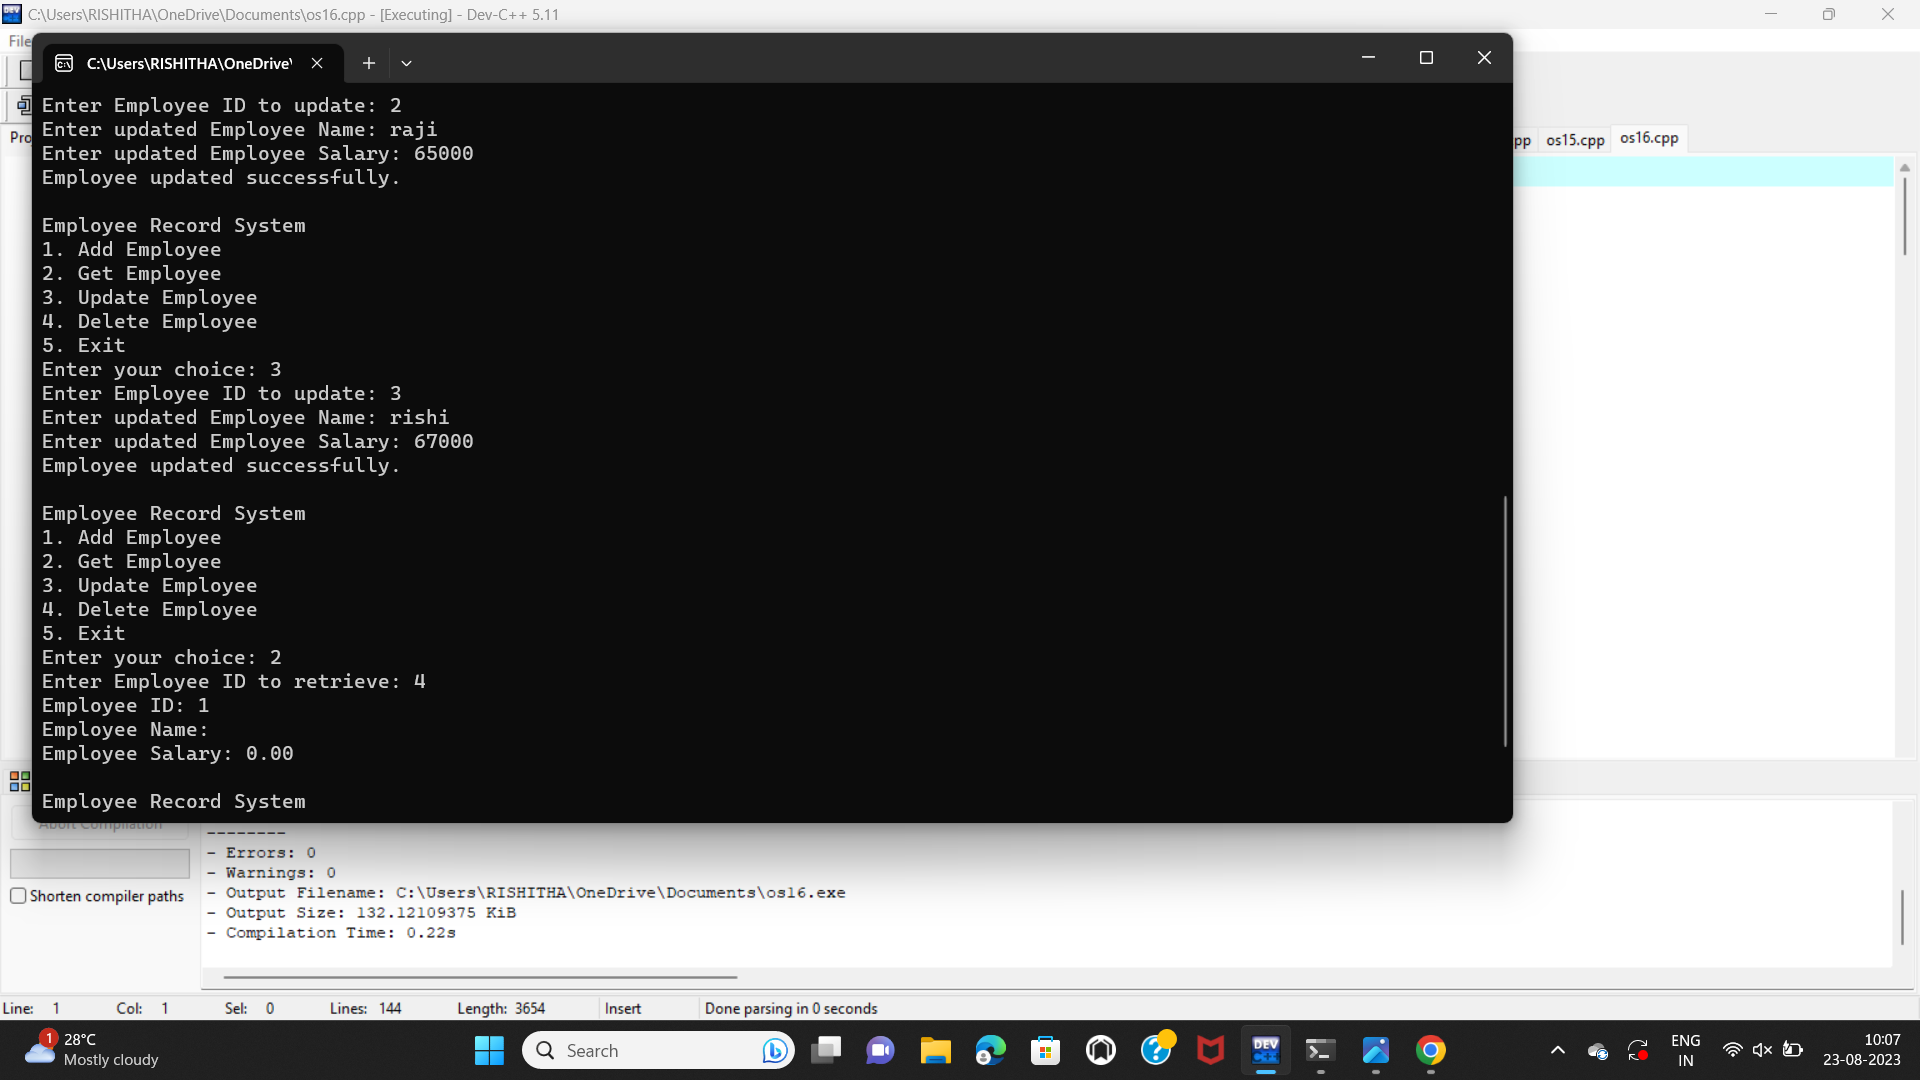 C:\Users\RISHITHA\OneDrive\Documents\os16.cpp - [Executing] - Dev-C++ 5.11
File
C:\Users\RISHITHA\OneDrive\
Enter Employee ID to update: 2
Enter updated Employee Name: raji
Enter updated Employee Salary: 65000
Employee updated successfully.
Employee Record System
1. Add Employee
2. Get Employee
3. Update Employee
4. Delete Employee
5. Exit
Enter your choice: 3
Enter Employee ID to update: 3
Enter updated Employee Name: rishi
Enter updated Employee Salary: 67000
Employee updated successfully.
Employee Record System
1. Add Employee
2. Get Employee
3. Update Employee
4. Delete Employee
5. Exit
Enter your choice: 2
Enter Employee ID to retrieve: 4
Employee ID: 1
Employee Name:
Employee Salary: 0.00
Employee Record System
pp os15.cpp os16.cpp
Abort Compilation
Shorten compiler paths
--------
- Errors: 0
- Warnings: 0
- Output Filename: C:\Users\RISHITHA\OneDrive\Documents\os16.exe
- Output Size: 132.12109375 KiB
- Compilation Time: 0.22s
Line: 1 Col: 1 Sel: 0 Lines: 144 Length: 3654 Insert Done parsing in 0 seconds
1
28°C
Mostly cloudy
Search
DEV
C++
ENG
IN
10:07
23-08-2023